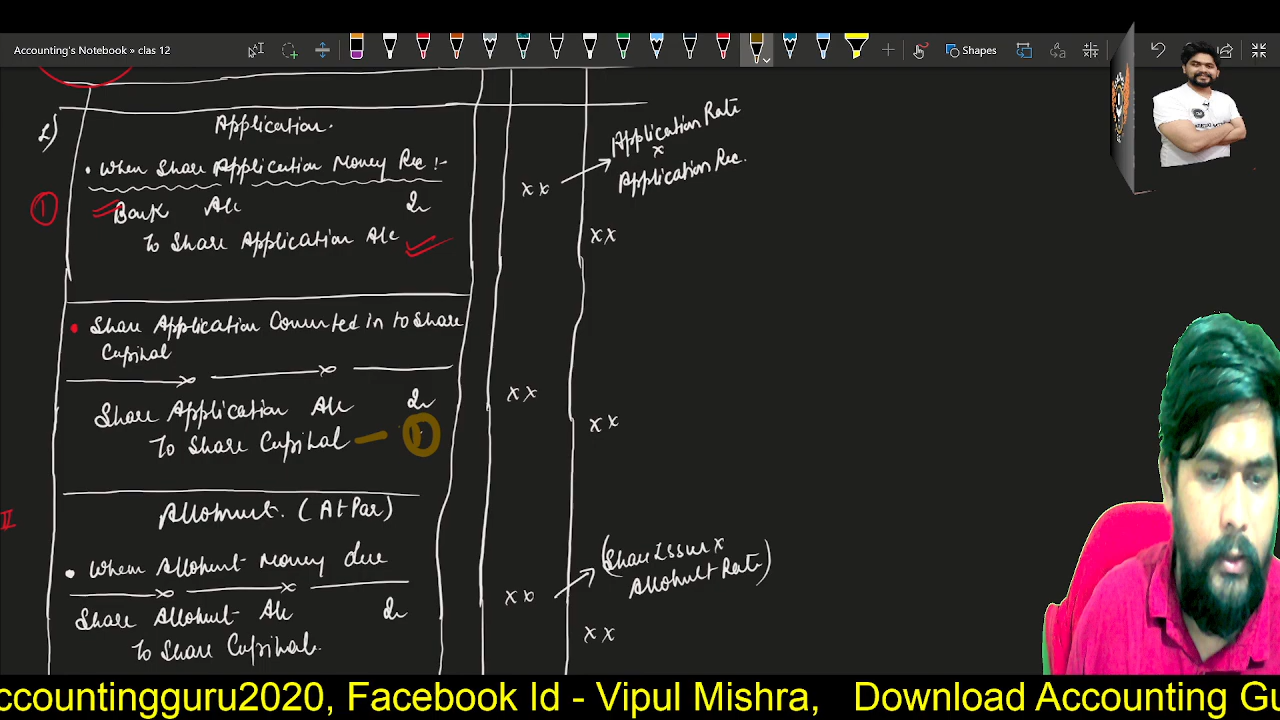 Accounting's Notebook » clas 12
Shapes
Application.
• When Share Application Money Rec :-
① Bank A/c Dr
To Share Application A/c
xx
Application Rate
x
Application Rec.
xx
• Share Application Converted in to Share
Capital
Share Application A/c Dr
To Share Capital
xx
xx
II
Allotment. (At Par)
• When Allotment Money due
Share Allotment A/c Dr
To Share Capital.
xx
(Share Issue x
Allotment Rate)
xx
ccountingguru2020, Facebook Id - Vipul Mishra, Download Accounting Gu